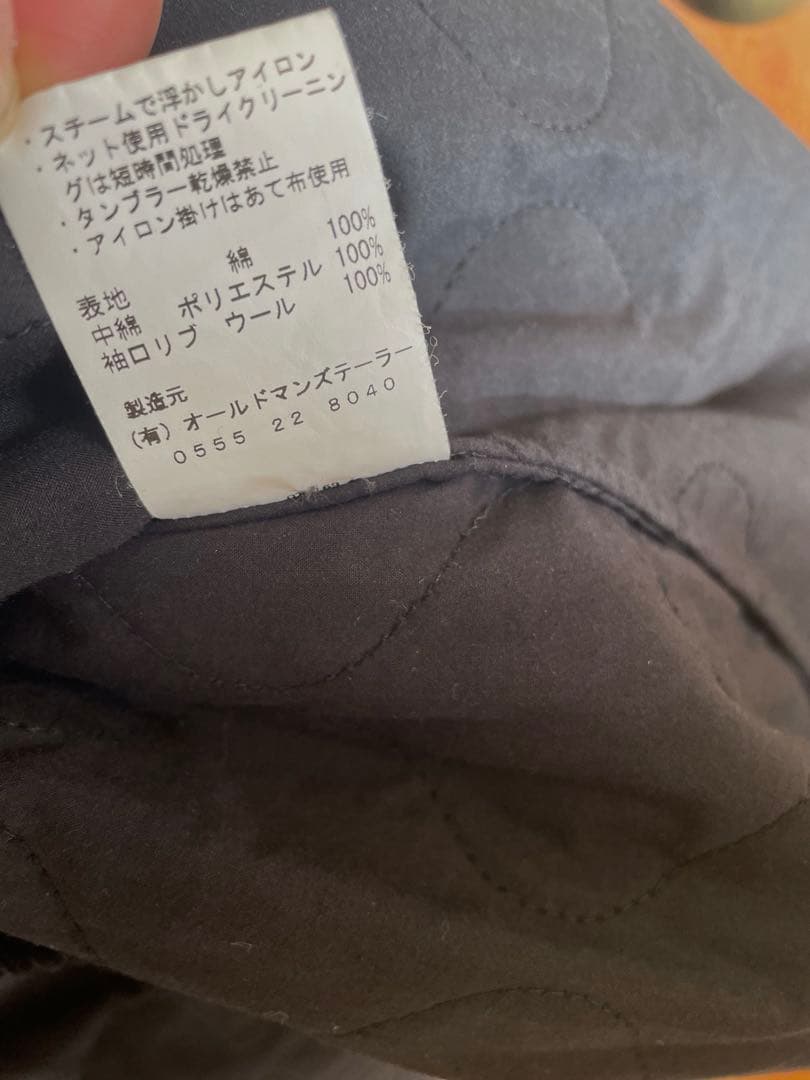 ・スチームで浮かしアイロン
・ネット使用ドライクリーニン
グは短時間処理
・タンブラー乾燥禁止
・アイロン掛けはあて布使用
表地 綿 100%
中綿 ポリエステル 100%
袖口リブ ウール 100%
製造元
(有) オールドマンズテーラー
0555 22 8040